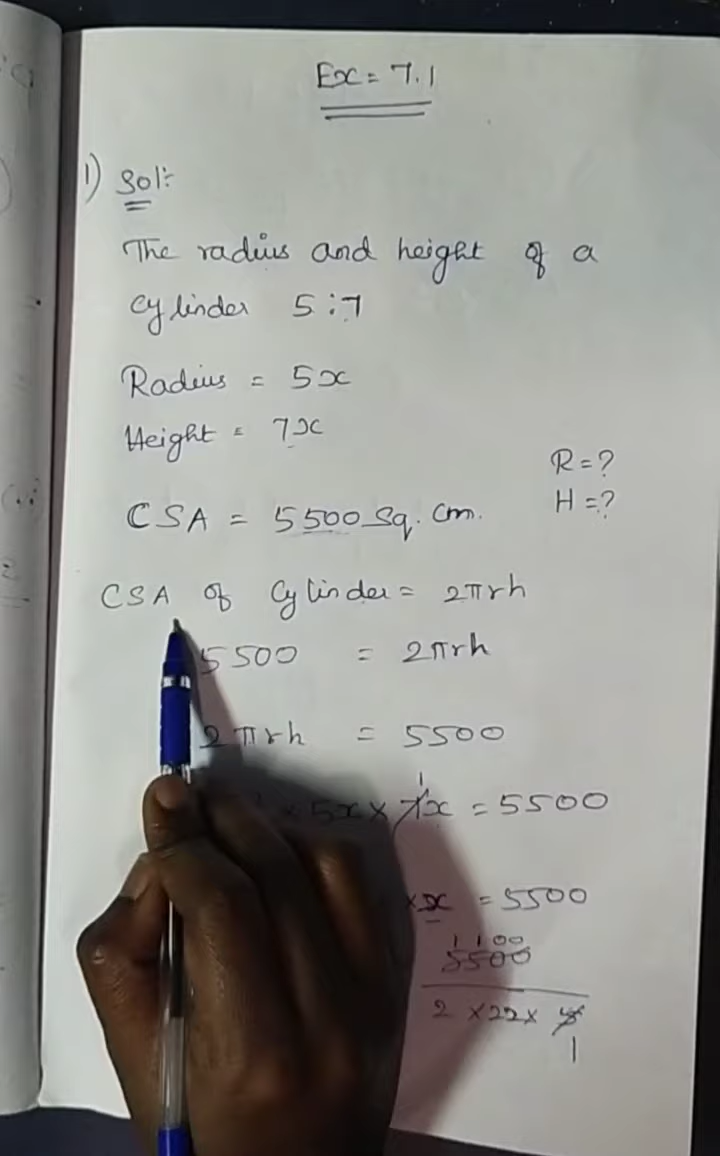 Ex = 7.1
1) Sol:-
The radius and height of a
Cylinder 5:7
Radius = 5x
Height = 7x
R = ?
CSA = 5500 Sq. Cm.
H = ?
CSA of Cylinder = 2πrh
5500 = 2πrh
2πrh = 5500
× 5x × 7x = 5500
1
×x = 5500
1100
5500
2 × 22 × 5
1